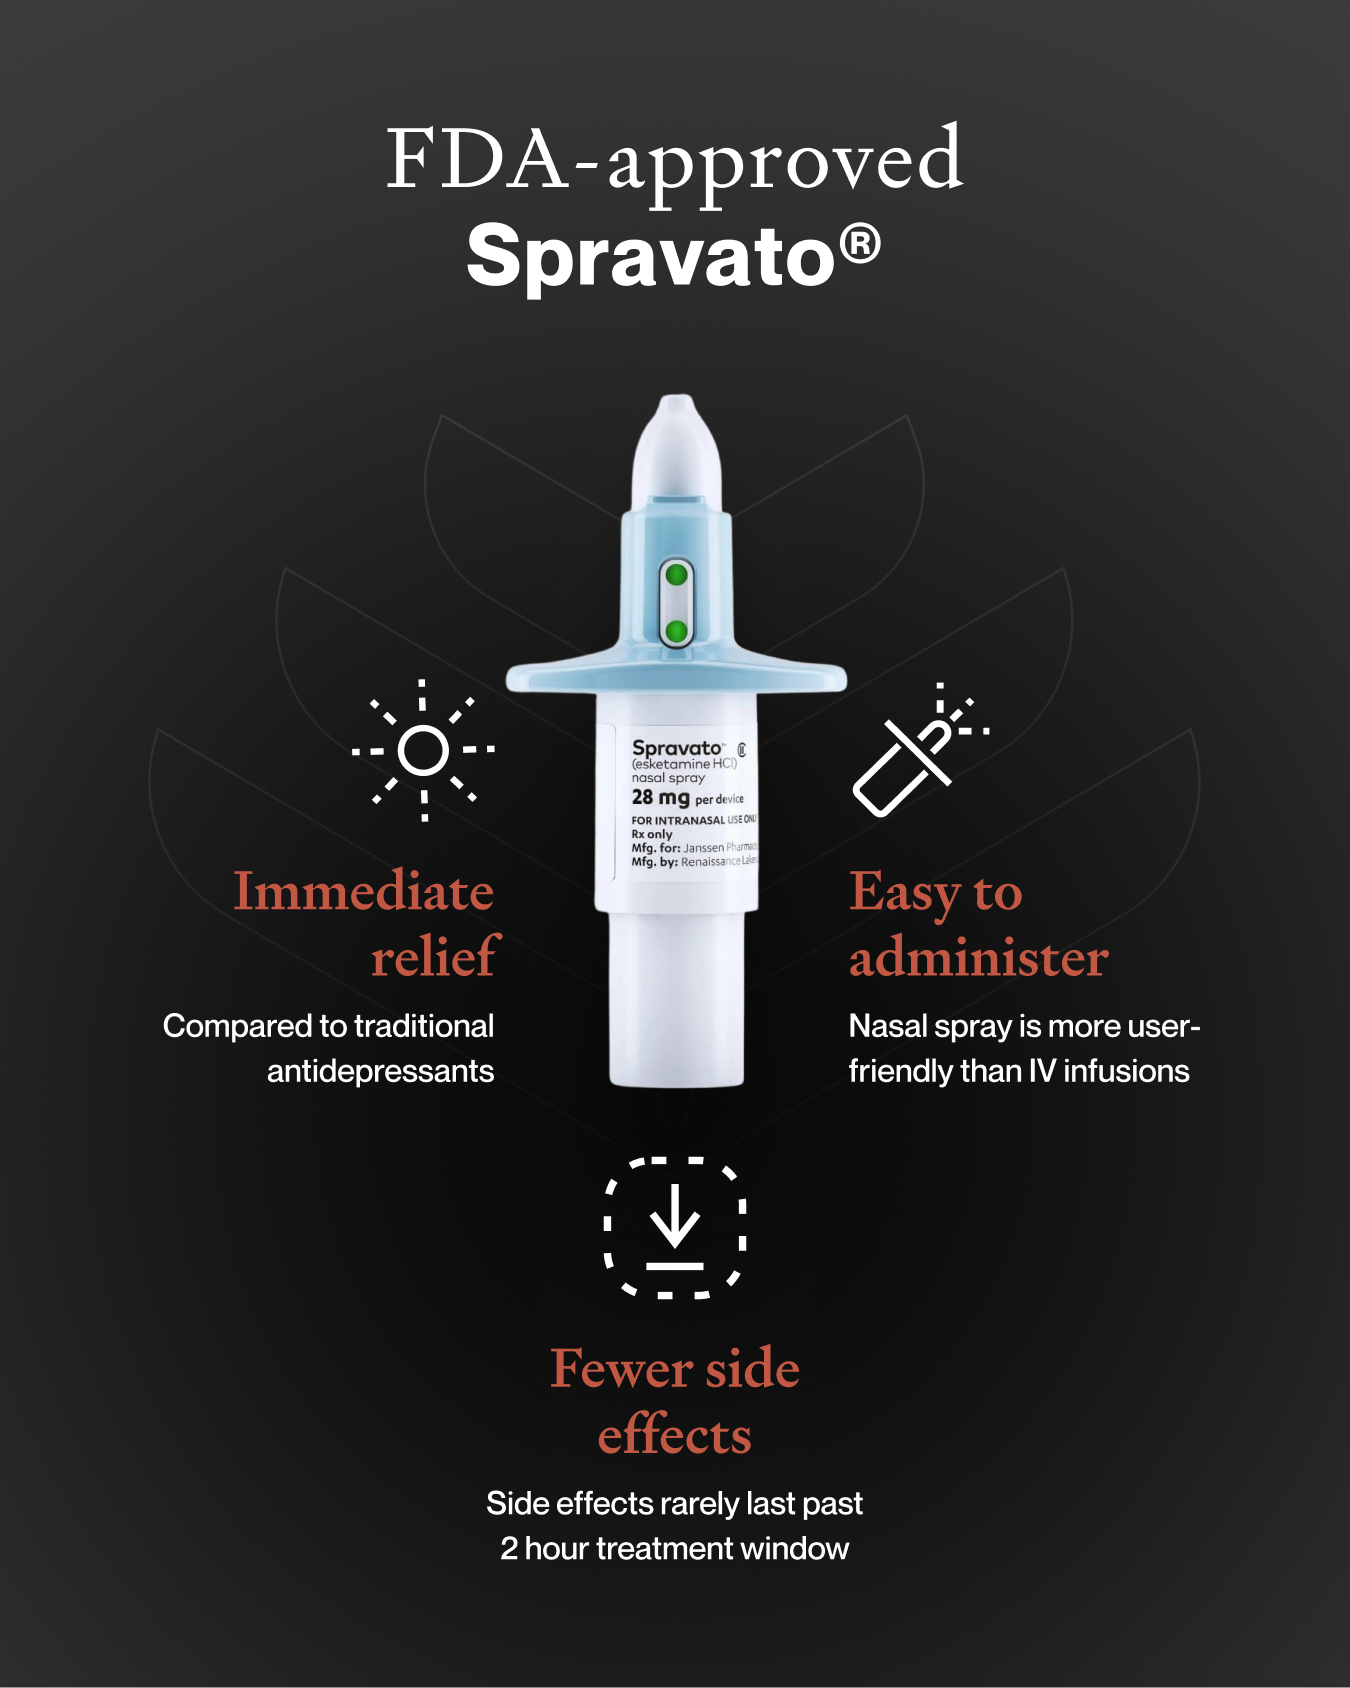 FDA-approved
Spravato®
Spravato™
(esketamine HCl)
nasal spray
28 mg per device
FOR INTRANASAL USE ONLY
Rx only
Mfg. for: Janssen
Mfg. by: Renaissance
Immediate
relief
Compared to traditional
antidepressants
Easy to
administer
Nasal spray is more user-
friendly than IV infusions
Fewer side
effects
Side effects rarely last past
2 hour treatment window